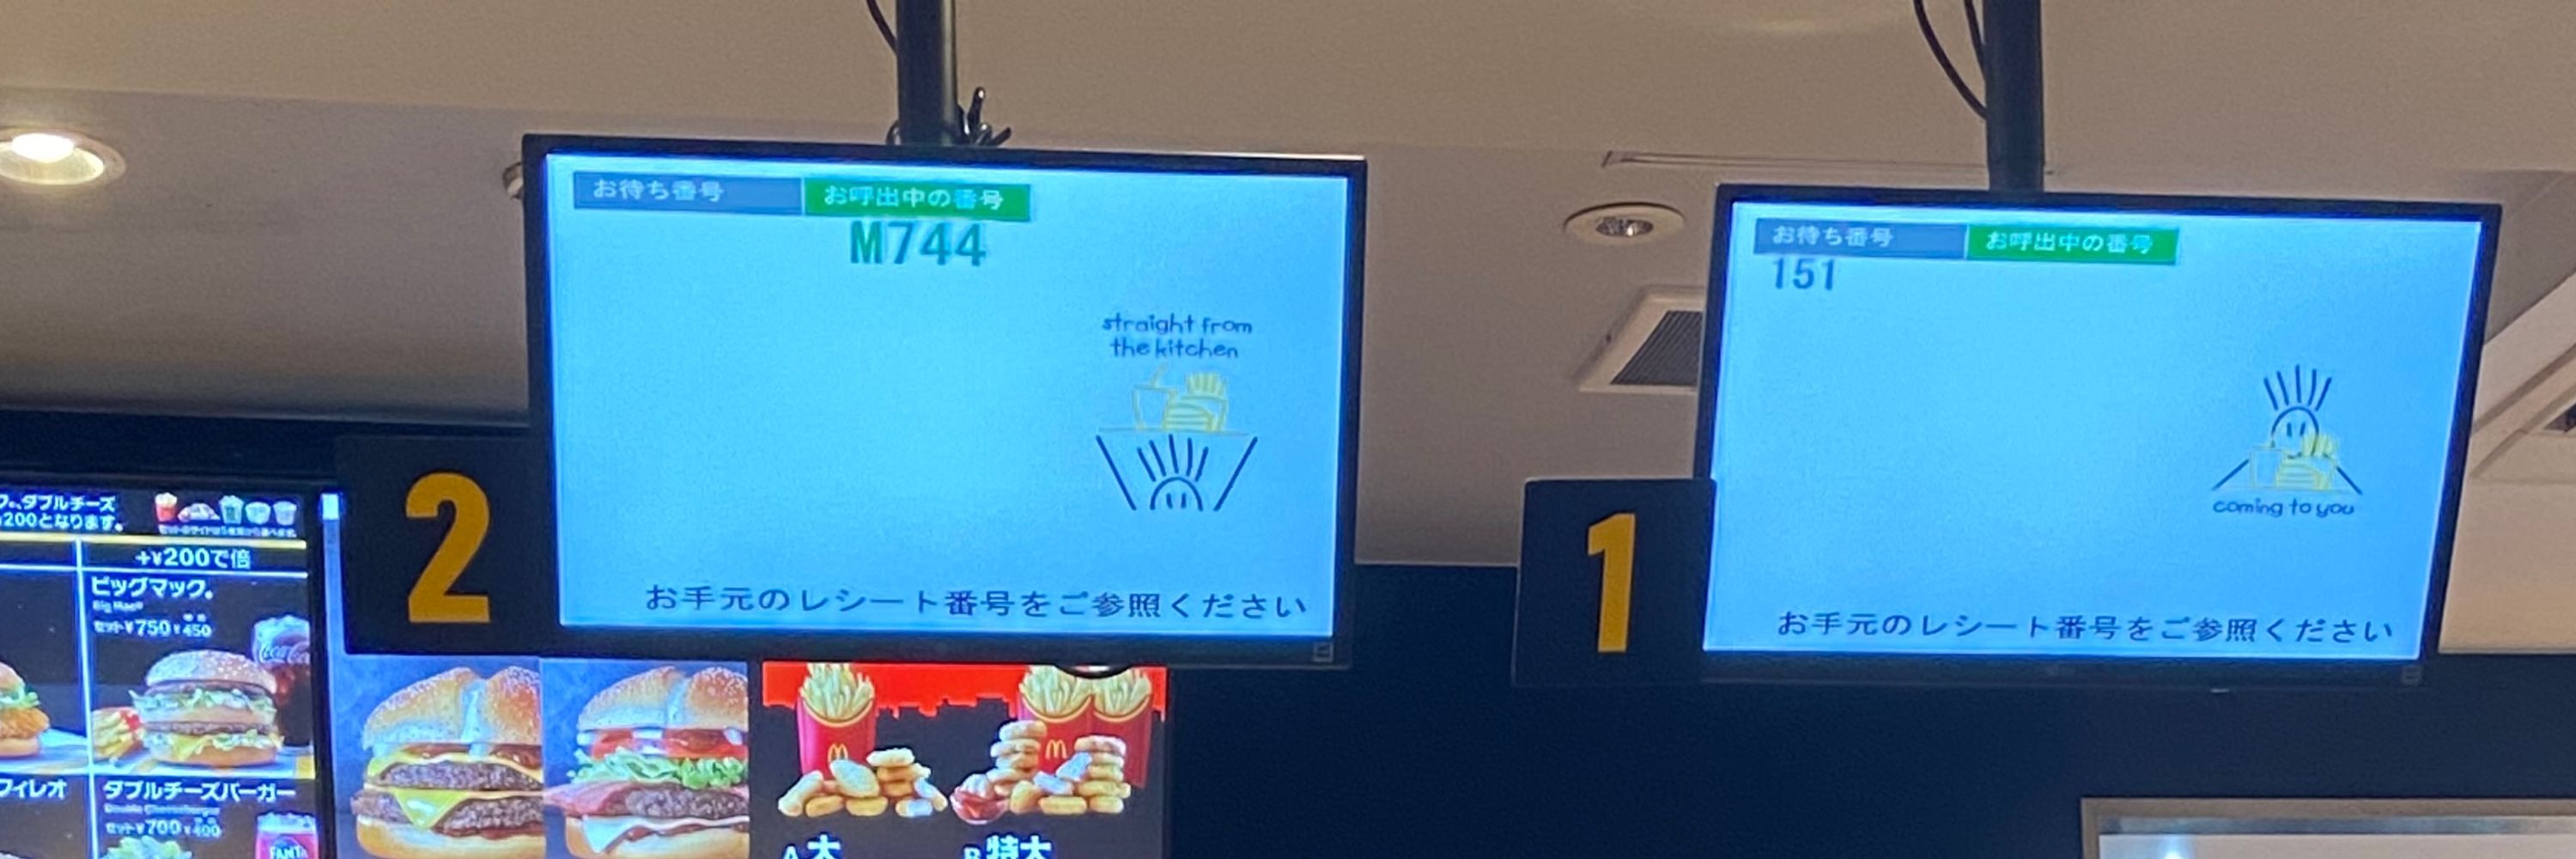 お待ち番号
お呼出中の番号
M744
straight from
the kitchen
お手元のレシート番号をご参照ください
2
お待ち番号
お呼出中の番号
151
coming to you
お手元のレシート番号をご参照ください
1
ダブルチーズ
200となります。
+¥200で倍
ビッグマック®
Big Mac®
セット¥750 ¥450
フィレオ
ダブルチーズバーガー
Double Cheeseburger
セット¥700 ¥400
FANTA
A大
B特大